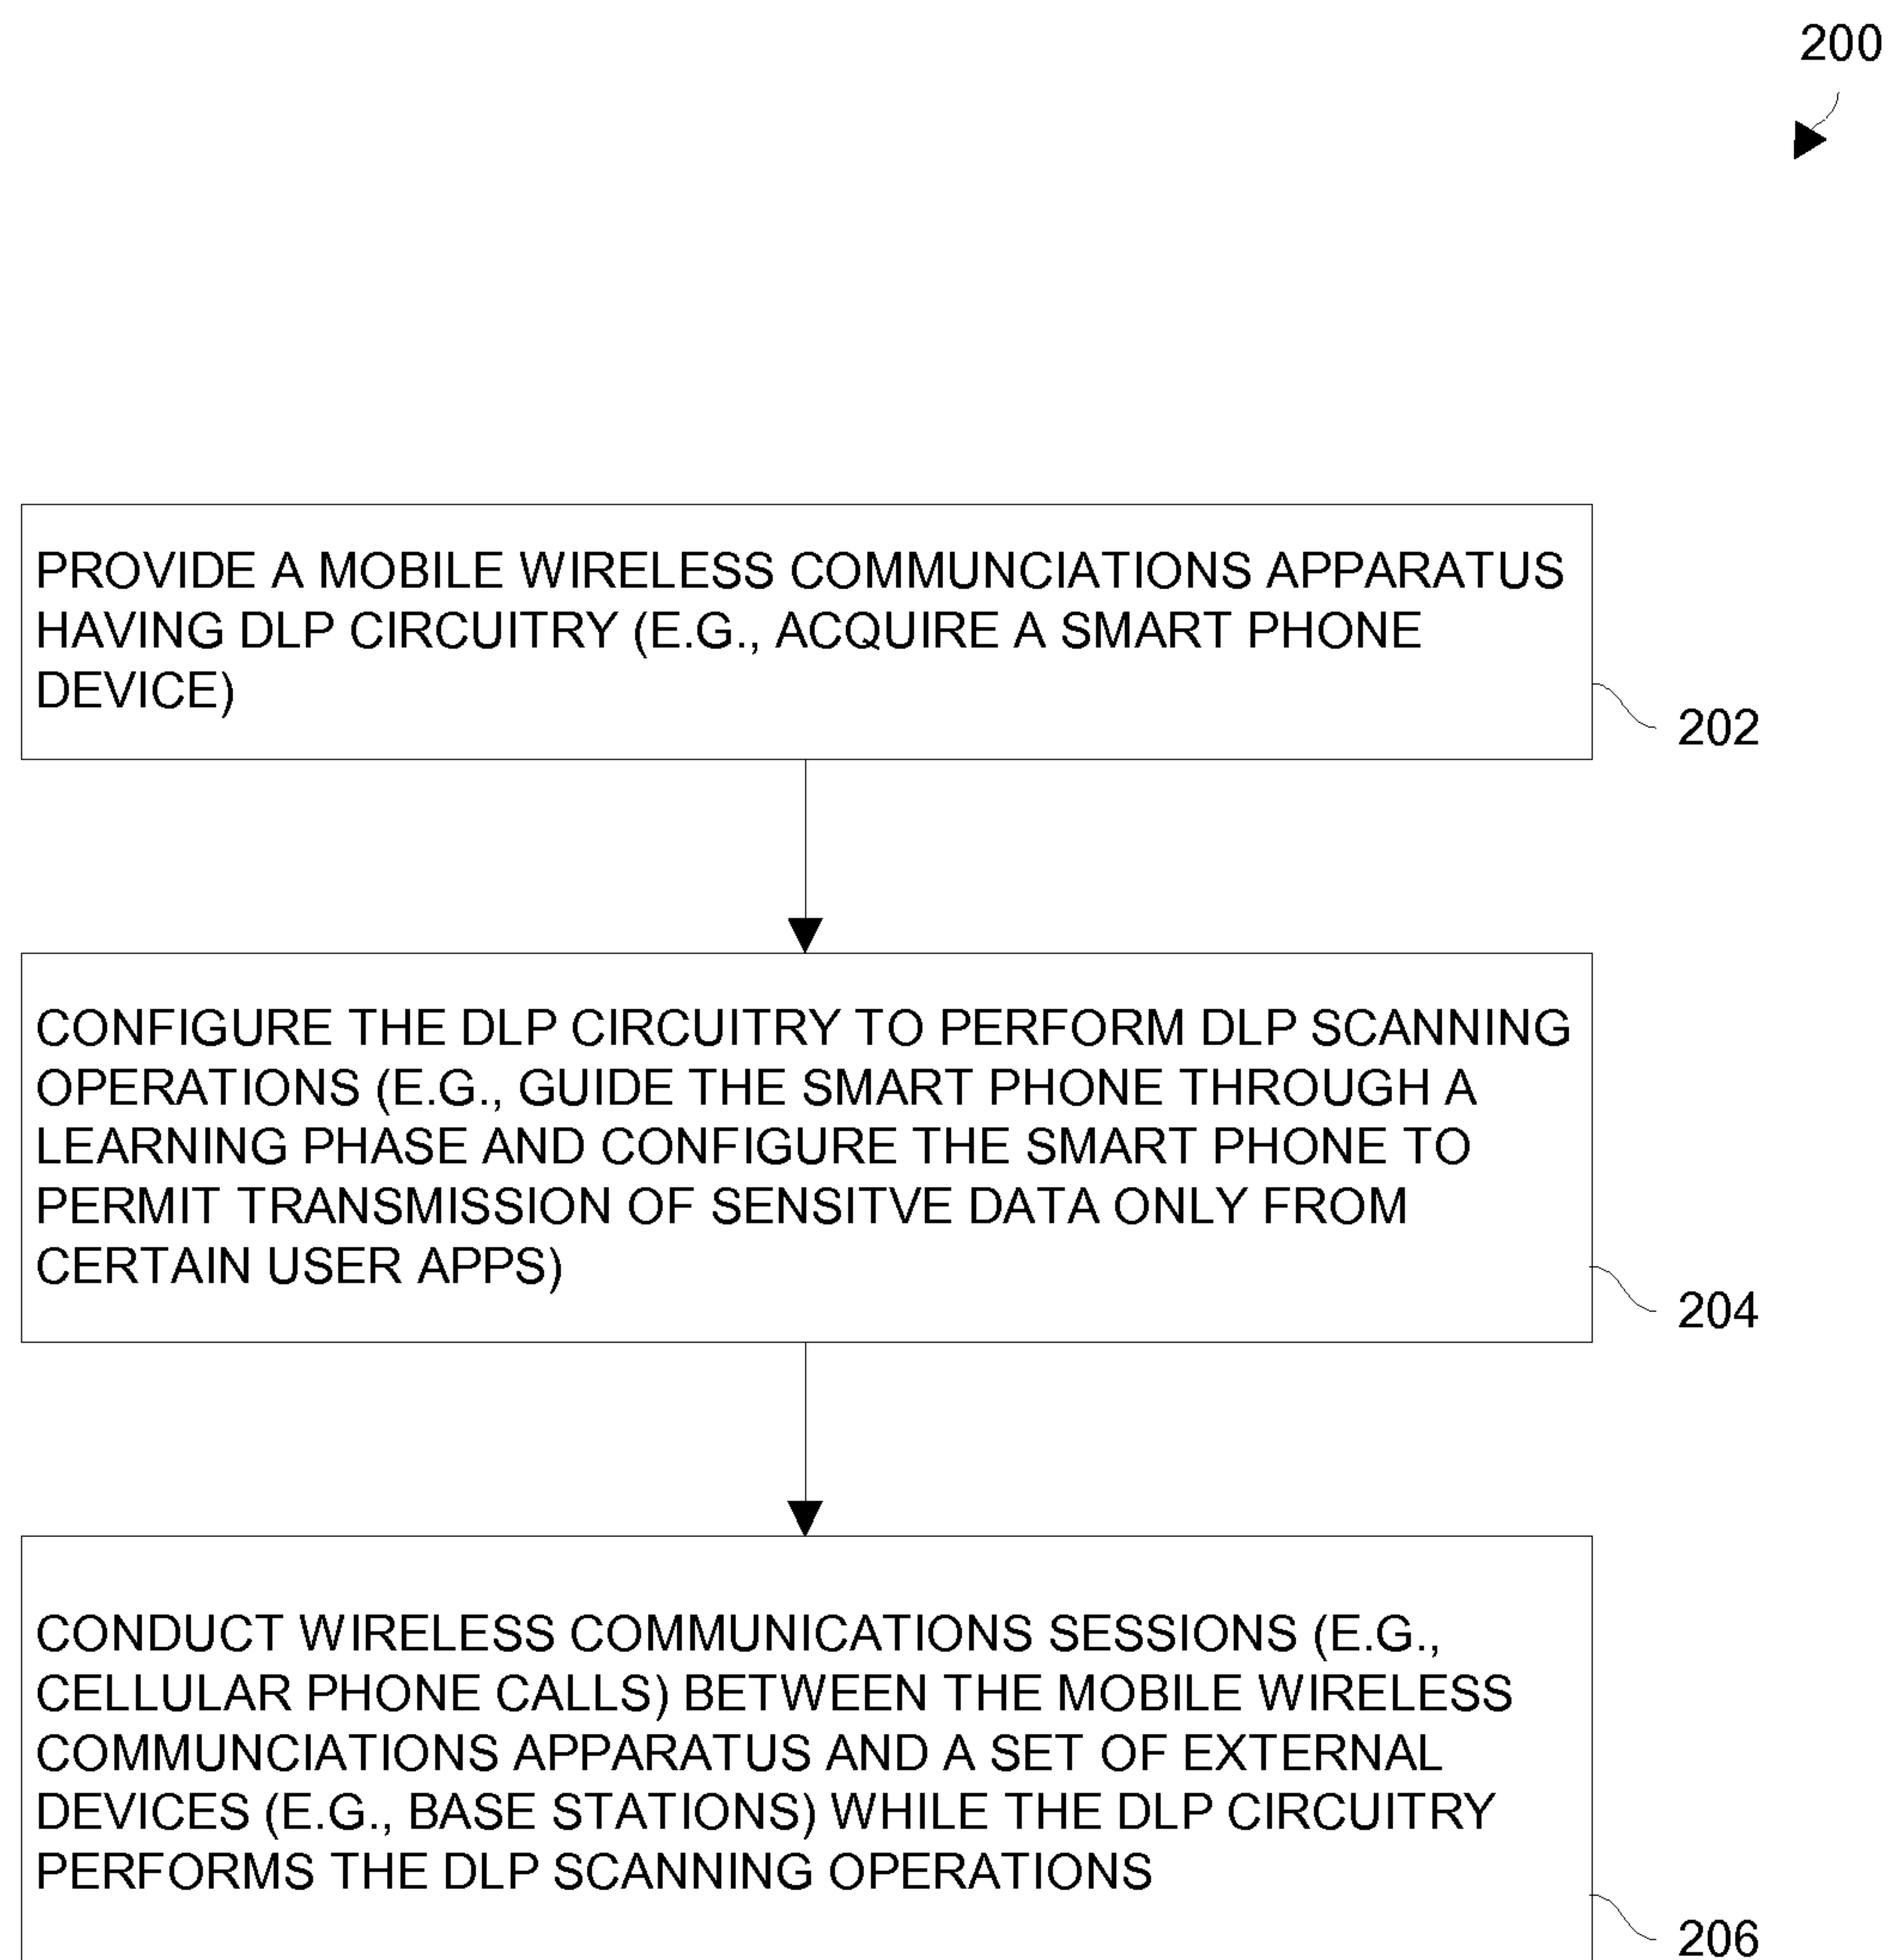 200
PROVIDE A MOBILE WIRELESS COMMUNCIATIONS APPARATUS
HAVING DLP CIRCUITRY (E.G., ACQUIRE A SMART PHONE
DEVICE)
202
CONFIGURE THE DLP CIRCUITRY TO PERFORM DLP SCANNING
OPERATIONS (E.G., GUIDE THE SMART PHONE THROUGH A
LEARNING PHASE AND CONFIGURE THE SMART PHONE TO
PERMIT TRANSMISSION OF SENSITVE DATA ONLY FROM
CERTAIN USER APPS)
204
CONDUCT WIRELESS COMMUNICATIONS SESSIONS (E.G.,
CELLULAR PHONE CALLS) BETWEEN THE MOBILE WIRELESS
COMMUNCIATIONS APPARATUS AND A SET OF EXTERNAL
DEVICES (E.G., BASE STATIONS) WHILE THE DLP CIRCUITRY
PERFORMS THE DLP SCANNING OPERATIONS
206